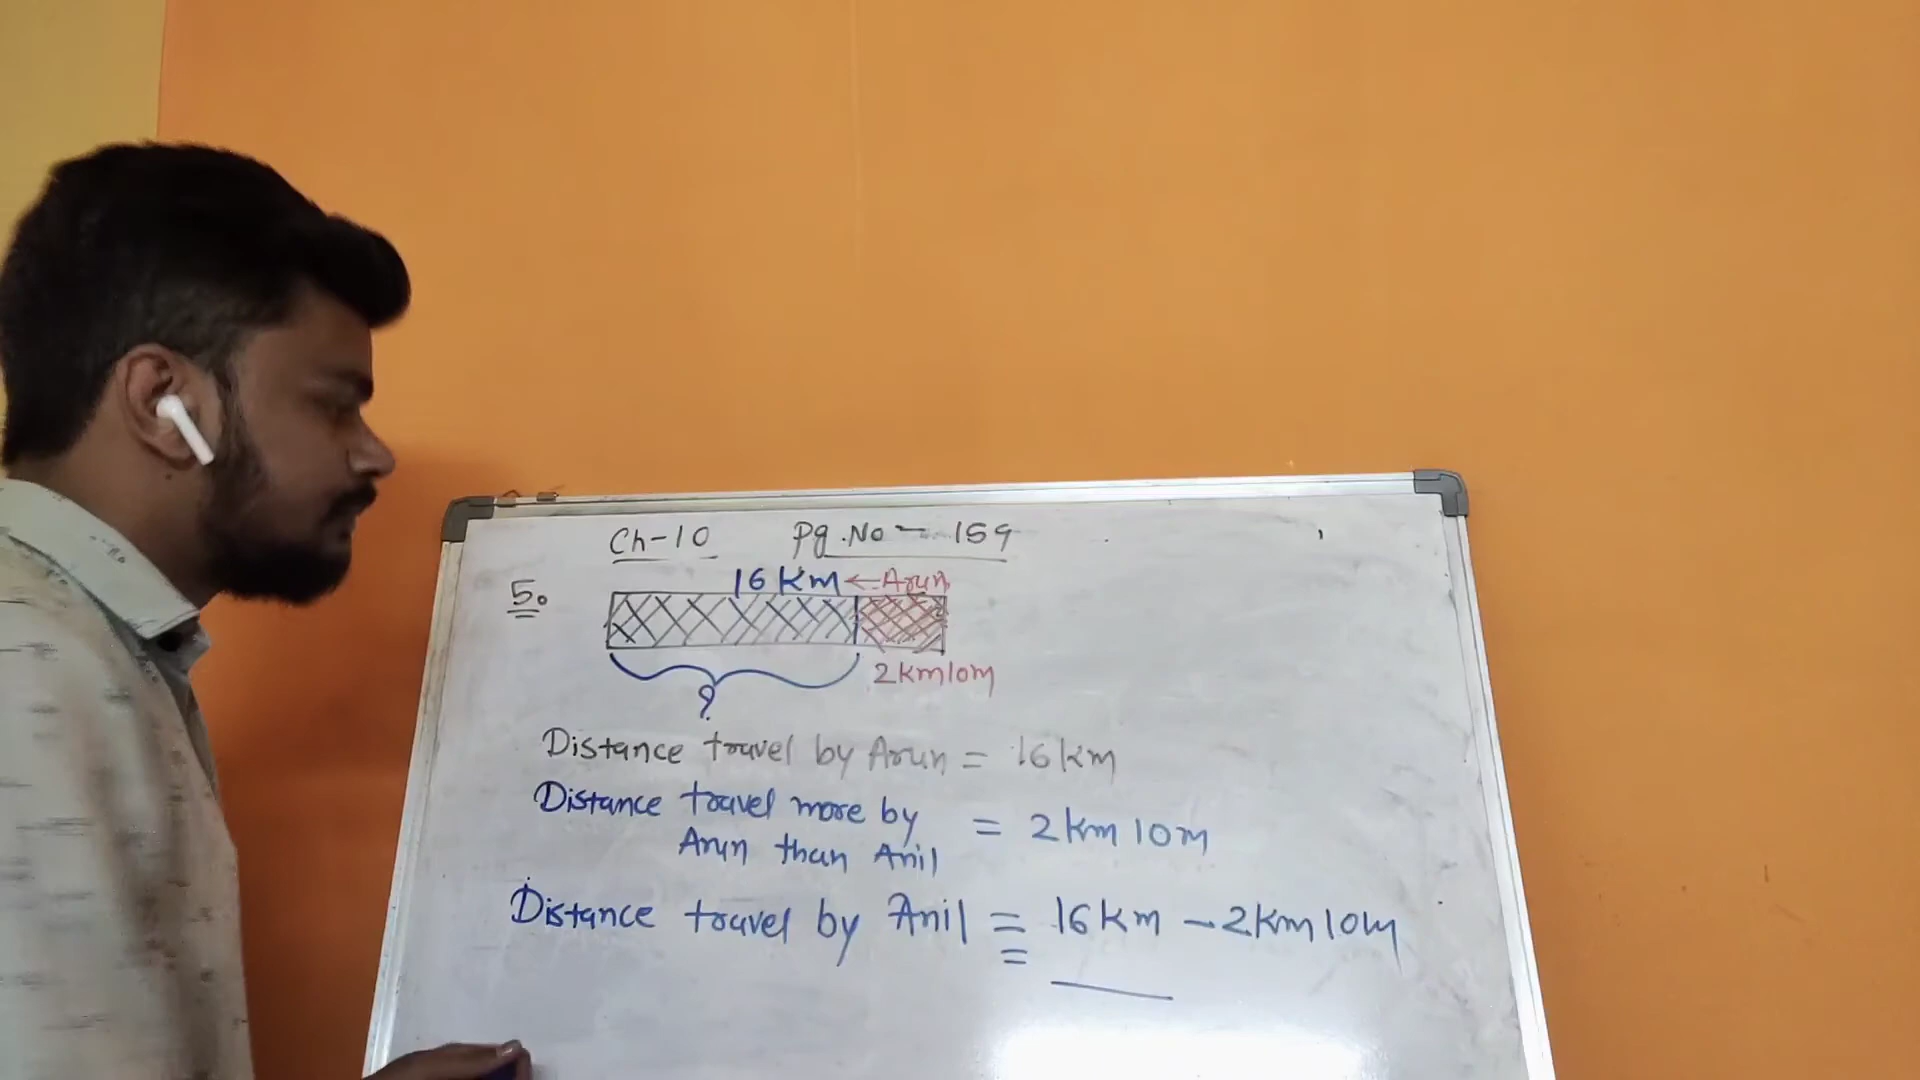 Ch-10 Pg.No - 159
5. 16 Km ← Arun
2km10m
?
Distance travel by Arun = 16km
Distance travel more by
Arun than Anil = 2km 10m
Distance travel by Anil = 16km - 2km10m